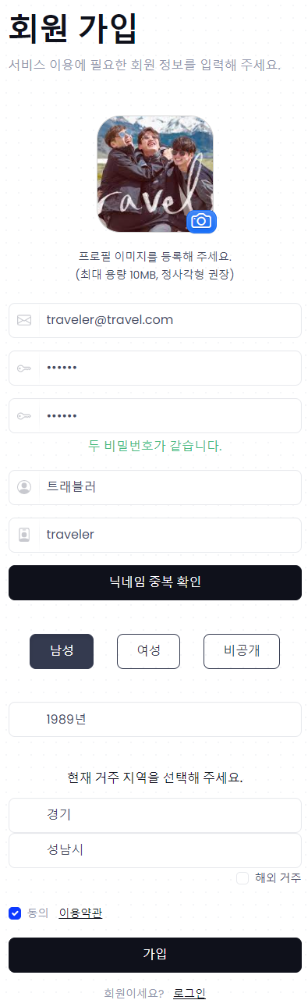 회원 가입
서비스 이용에 필요한 회원 정보를 입력해 주세요.
ravel
프로필 이미지를 등록해 주세요.
(최대 용량 10MB, 정사각형 권장)
traveler@travel.com
••••••
••••••
두 비밀번호가 같습니다.
트래블러
traveler
닉네임 중복 확인
남성 여성 비공개
1989년
현재 거주 지역을 선택해 주세요.
경기
성남시
해외 거주
동의 이용약관
가입
회원이세요? 로그인